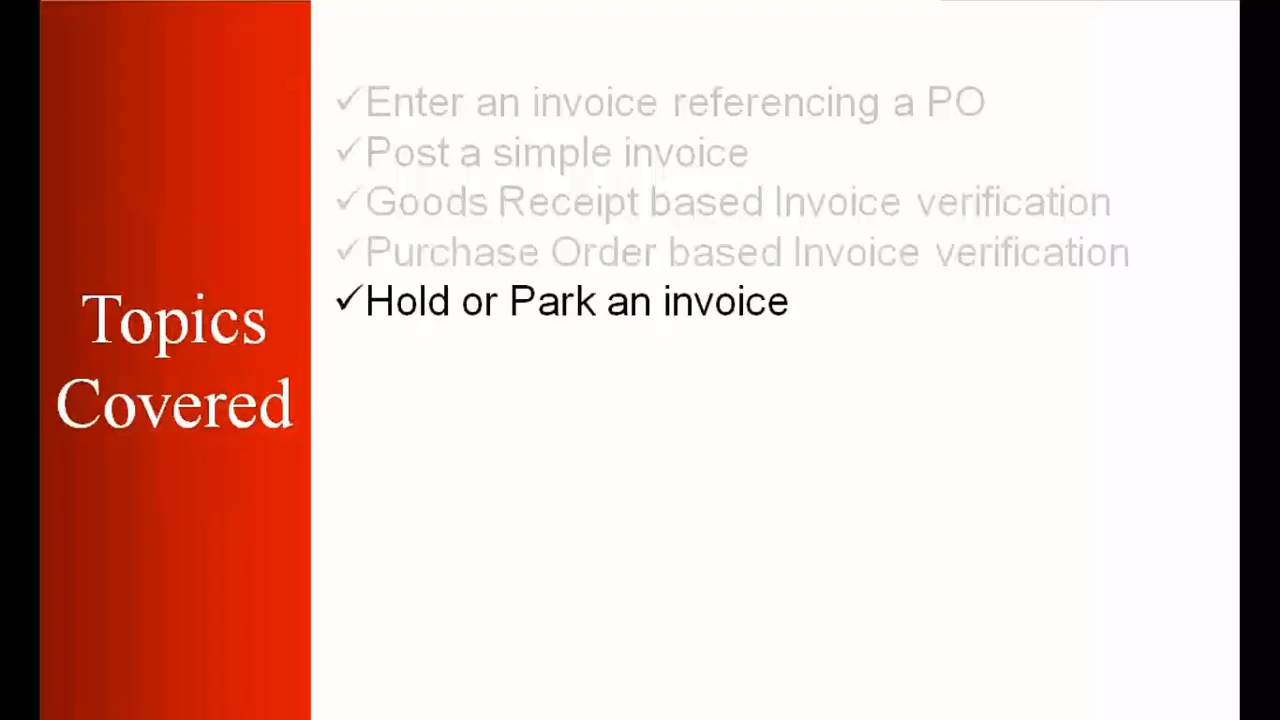 Topics
Covered
✓Enter an invoice referencing a PO
✓Post a simple invoice
✓Goods Receipt based Invoice verification
✓Purchase Order based Invoice verification
✓Hold or Park an invoice